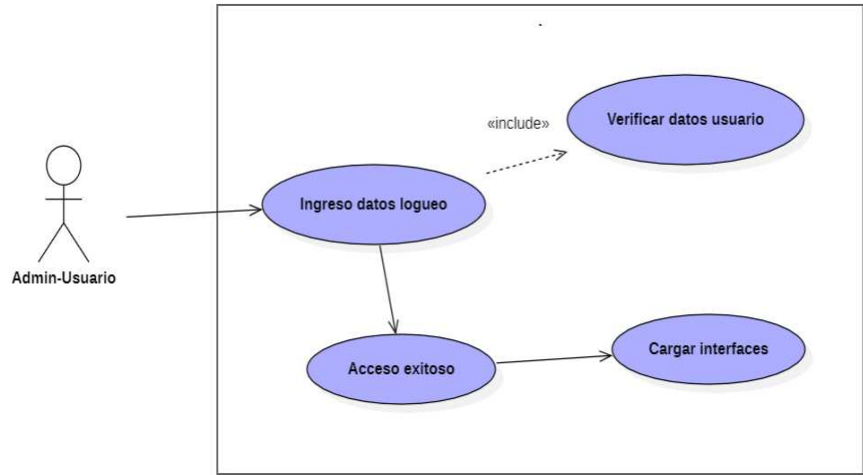 «include»
Verificar datos usuario
Ingreso datos logueo
Admin-Usuario
Acceso exitoso
Cargar interfaces